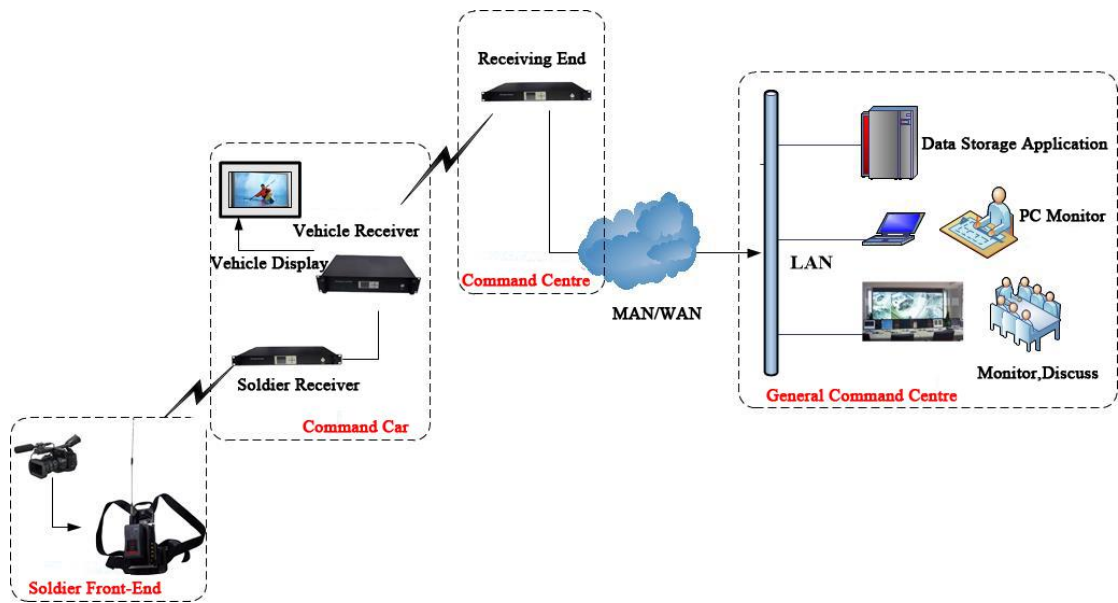 Receiving End
Command Centre
Vehicle Receiver
Vehicle Display
Soldier Receiver
Command Car
Soldier Front-End
MAN/WAN
LAN
Data Storage Application
PC Monitor
Monitor,Discuss
General Command Centre